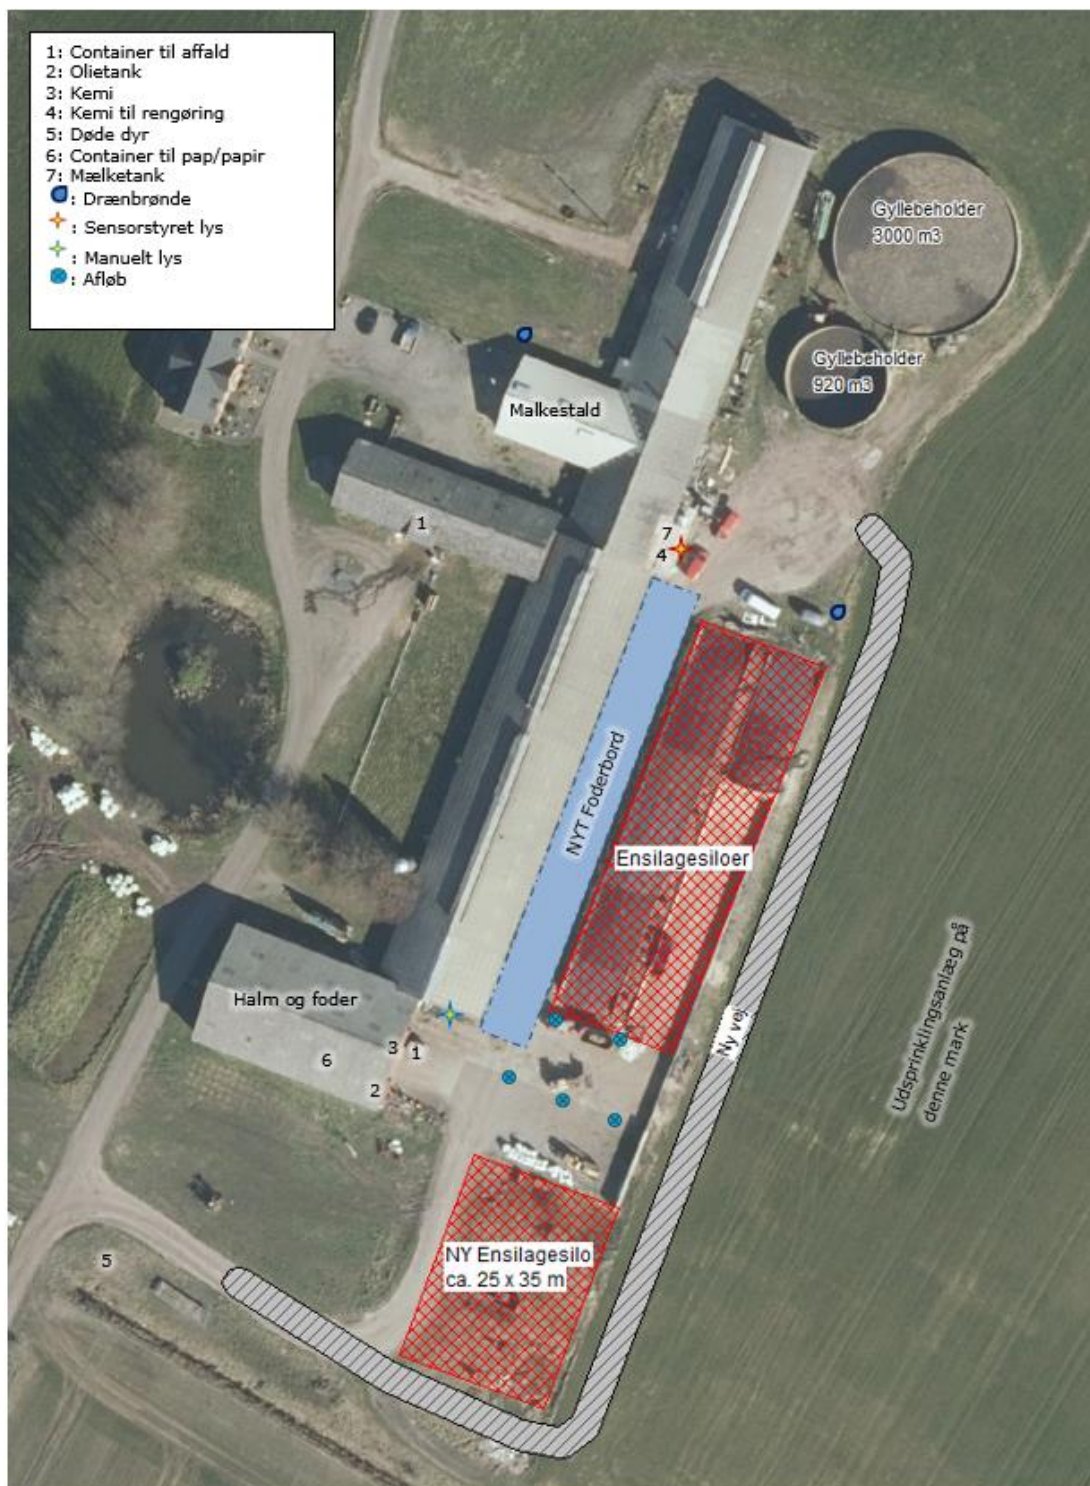 1: Container til affald
2: Olietank
3: Kemi
4: Kemi til rengøring
5: Døde dyr
6: Container til pap/papir
7: Mælketank
: Drænbrønde
: Sensorstyret lys
: Manuelt lys
: Afløb
Gyllebeholder
3000 m3
Gyllebeholder
920 m3
Malkestald
1
7
4
NYT Foderbord
Ensilagesiloer
Halm og foder
3
1
6
2
Ny vej
Udsprinklingsanlæg på
denne mark
NY Ensilagesilo
ca. 25 x 35 m
5